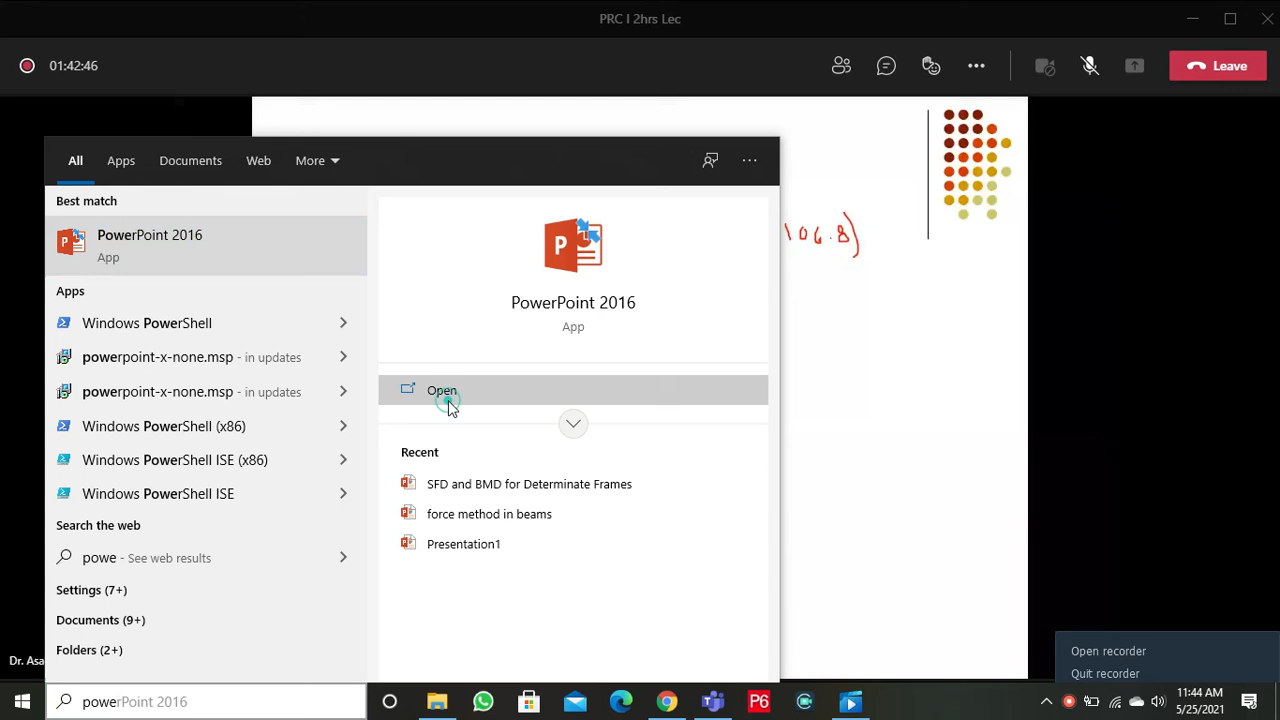 PRC I 2hrs Lec
01:42:46
Leave
All Apps Documents Web More
Best match
PowerPoint 2016
App
Apps
Windows PowerShell
powerpoint-x-none.msp - in updates
powerpoint-x-none.msp - in updates
Windows PowerShell (x86)
Windows PowerShell ISE (x86)
Windows PowerShell ISE
Search the web
powe - See web results
Settings (7+)
Documents (9+)
Folders (2+)
PowerPoint 2016
App
Open
Recent
SFD and BMD for Determinate Frames
force method in beams
Presentation1
106.8)
Dr. Asa
Open recorder
Quit recorder
powerPoint 2016
P6
11:44 AM
5/25/2021